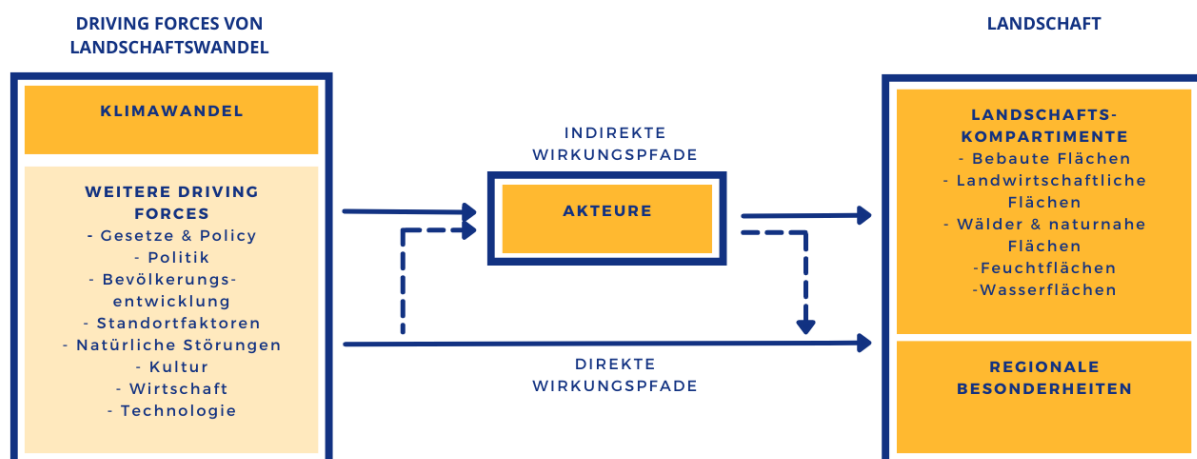 DRIVING FORCES VON
LANDSCHAFTSWANDEL
KLIMAWANDEL
WEITERE DRIVING
FORCES
- Gesetze & Policy
- Politik
- Bevölkerungs-
entwicklung
- Standortfaktoren
- Natürliche Störungen
- Kultur
- Wirtschaft
- Technologie
INDIREKTE
WIRKUNGSPFADE
AKTEURE
DIREKTE
WIRKUNGSPFADE
LANDSCHAFT
LANDSCHAFTS-
KOMPARTIMENTE
- Bebaute Flächen
- Landwirtschaftliche
Flächen
- Wälder & naturnahe
Flächen
-Feuchtflächen
-Wasserflächen
REGIONALE
BESONDERHEITEN